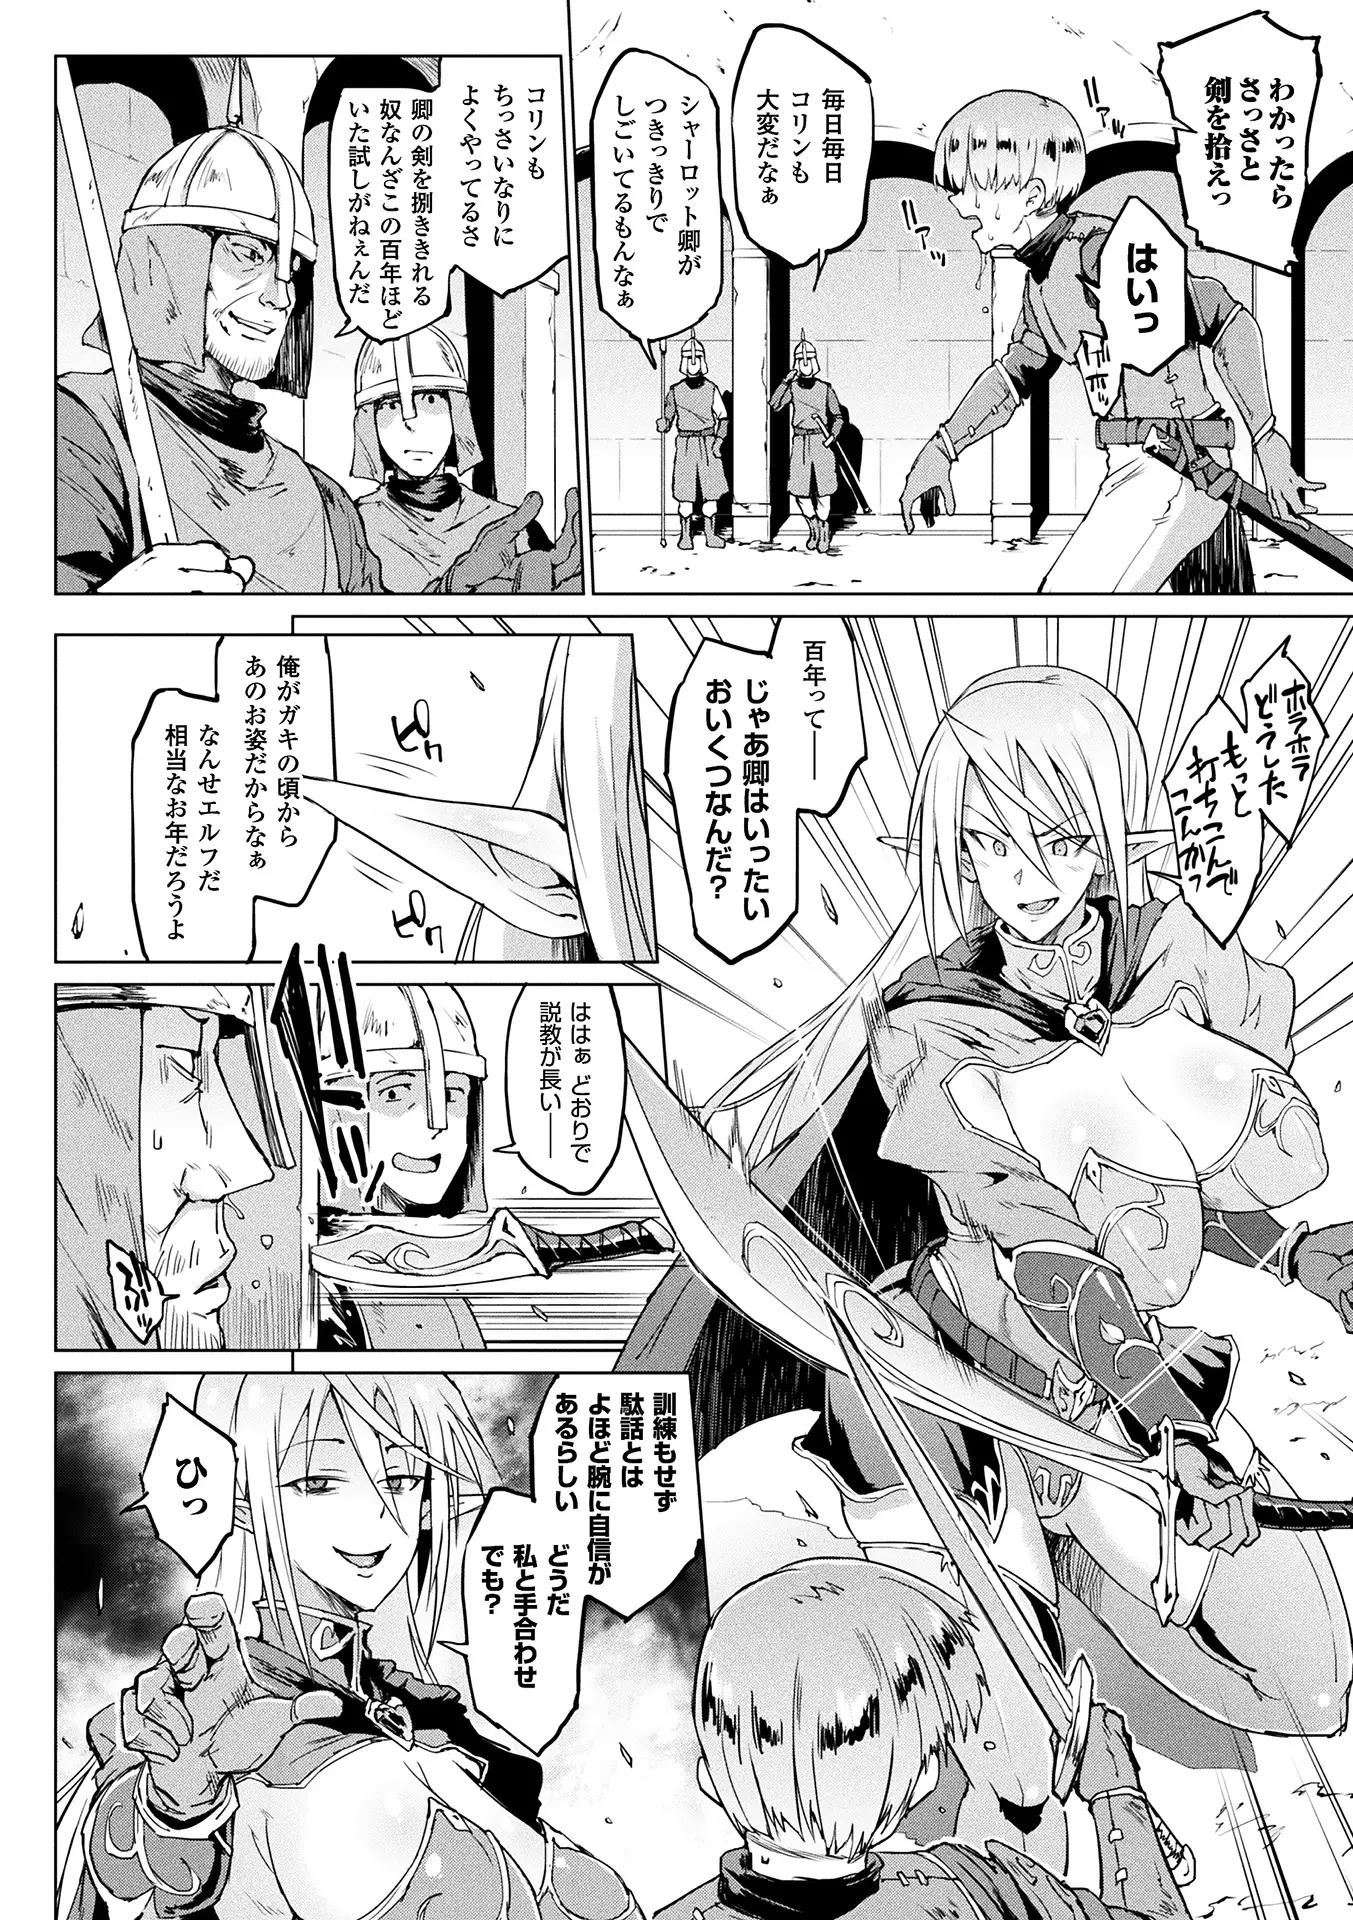 わかったら
さっさと
剣を拾えっ
はいっ
毎日毎日
コリンも
大変だなぁ
シャーロット卿が
つきっきりで
しごいてるもんなぁ
コリンも
ちっさいなりに
よくやってるさ
卿の剣を捌ききれる
奴なんざこの百年ほど
いた試しがねぇんだ
ホラホラ
どうした
もっと
打ちこんで
こんかっ
百年って――
じゃあ卿はいったい
おいくつなんだ?
俺がガキの頃から
あのお姿だからなぁ
なんせエルフだ
相当なお年だろうよ
ピク
ピクッ
ははぁ どおりで
説教が長い――
訓練もせず
駄話とは
よほど腕に自信が
あるらしい
どうだ
私と手合わせ
でも?
ひっ